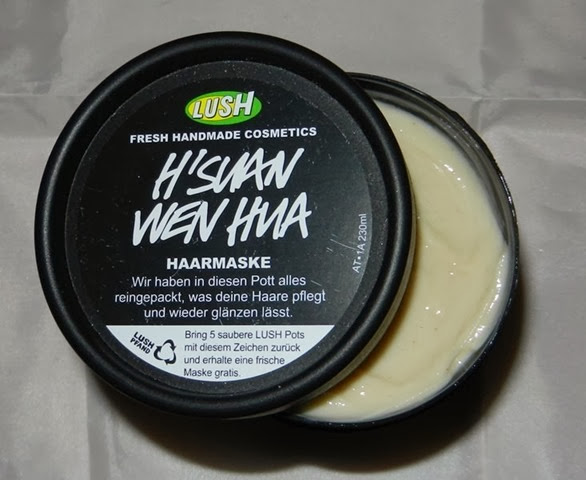 LUSH
FRESH HANDMADE COSMETICS
H'SUAN
WEN HUA
HAARMASKE
Wir haben in diesen Pott alles
reingepackt, was deine Haare pflegt
und wieder glänzen lässt.
AT•1A 230ml
LUSH
PFAND
Bring 5 saubere LUSH Pots
mit diesem Zeichen zurück
und erhalte eine frische
Maske gratis.